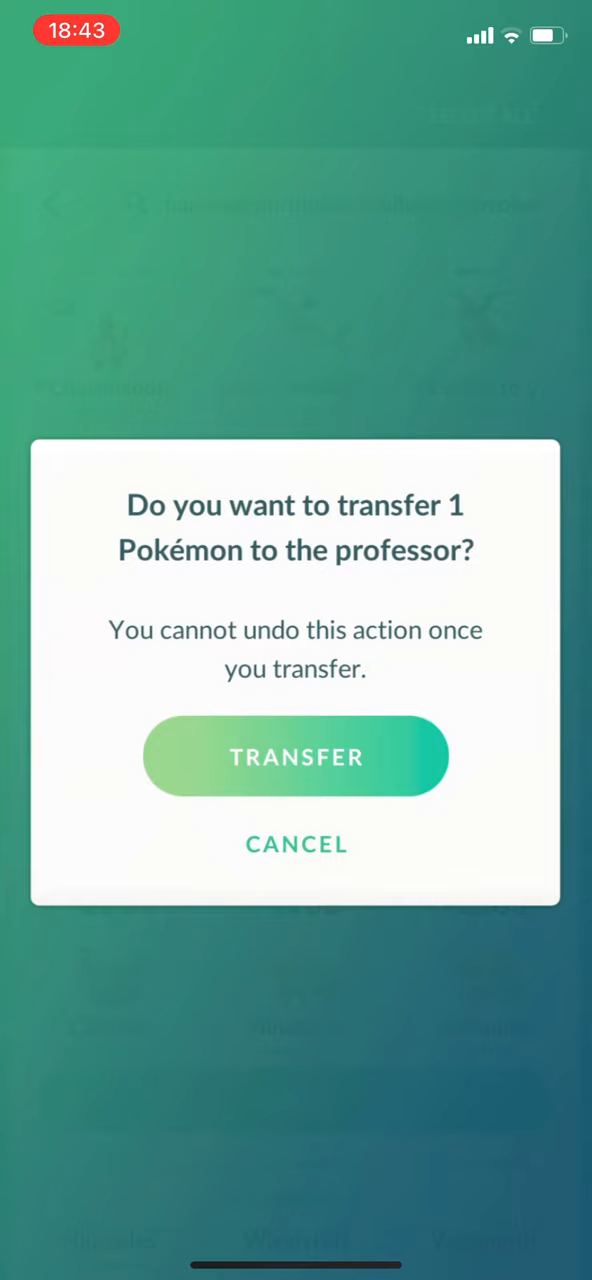 18:43
Do you want to transfer 1
Pokémon to the professor?
You cannot undo this action once
you transfer.
TRANSFER
CANCEL